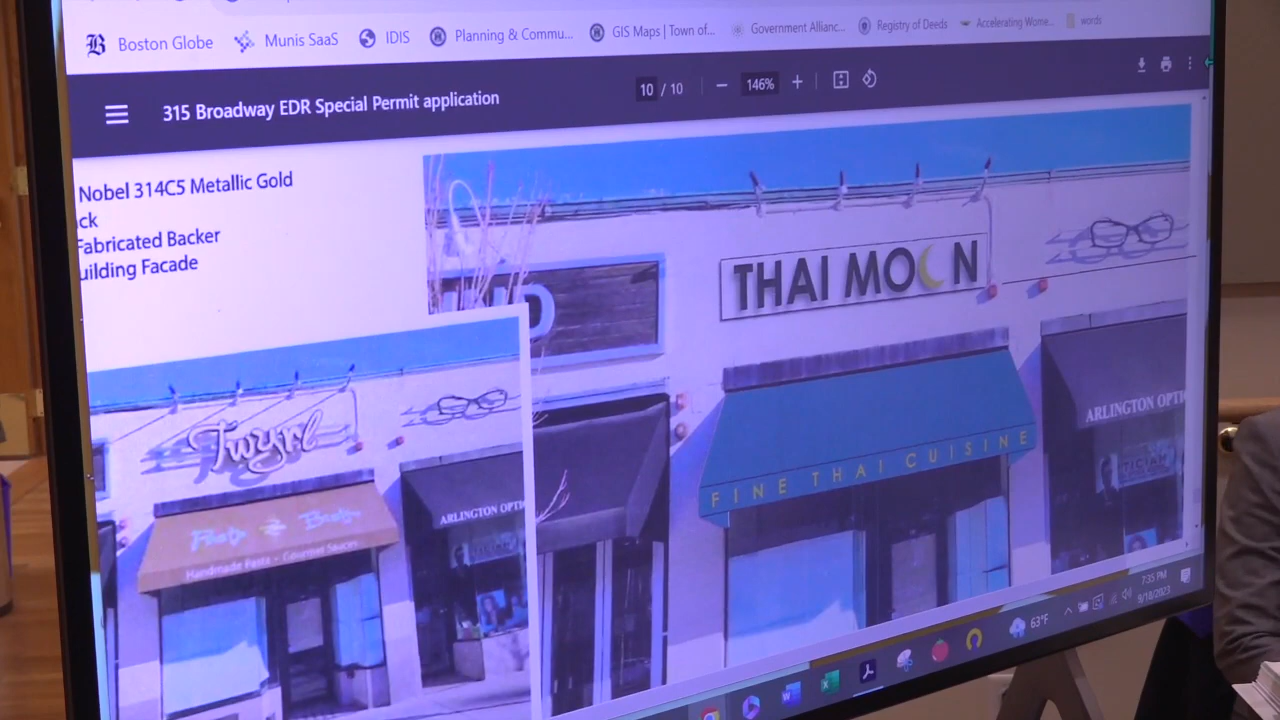 Boston Globe
Munis SaaS
IDIS
Planning & Commu...
GIS Maps | Town of...
Government Allianc...
Registry of Deeds
Accelerating Wome...
words
315 Broadway EDR Special Permit application
10 / 10
146%
Nobel 314C5 Metallic Gold
ck
Fabricated Backer
uilding Facade
THAI MOON
FINE THAI CUISINE
ARLINGTON OPTI
Twyrl
Handmade Pasta • Gourmet Sauces
ARLINGTON OPTI
63°F
7:35 PM
9/18/2023